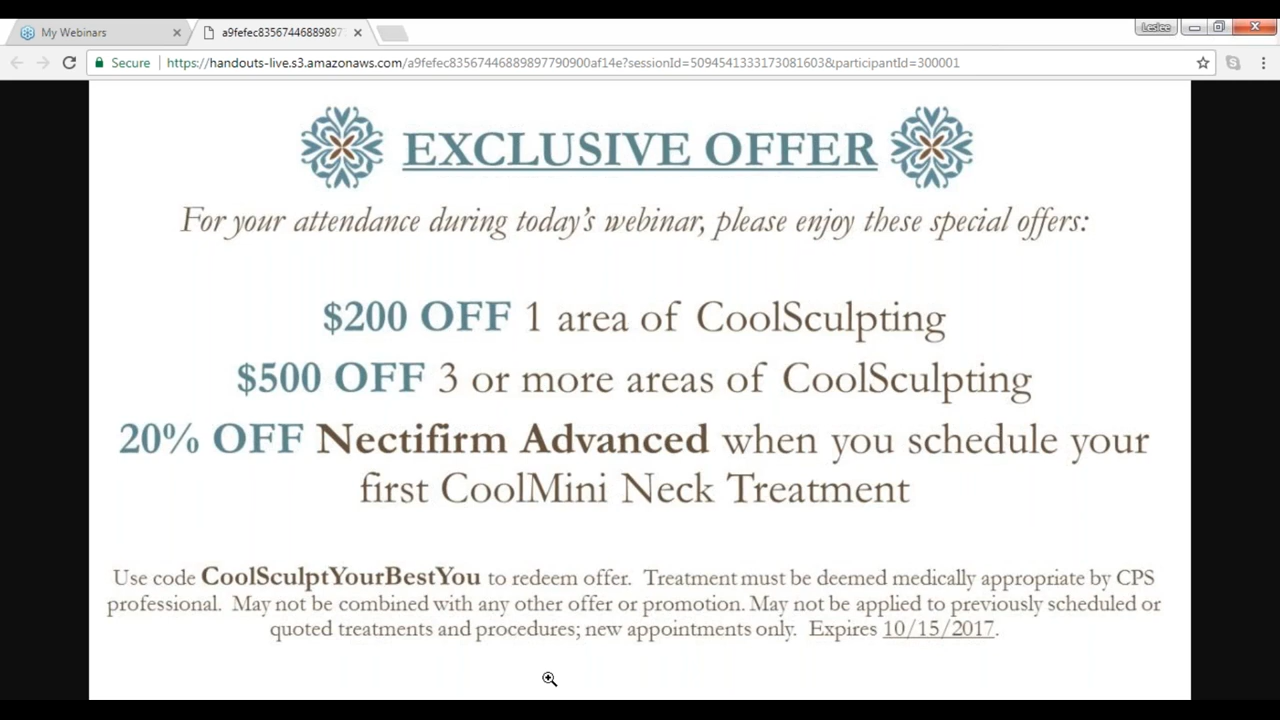 My Webinars
a9fefec83567446889897
Leslee
Secure
https://handouts-live.s3.amazonaws.com/a9fefec83567446889897790900af14e?sessionId=5094541333173081603&participantId=300001
EXCLUSIVE OFFER
For your attendance during today's webinar, please enjoy these special offers:
$200 OFF 1 area of CoolSculpting
$500 OFF 3 or more areas of CoolSculpting
20% OFF Nectifirm Advanced when you schedule your
first CoolMini Neck Treatment
Use code CoolSculptYourBestYou to redeem offer. Treatment must be deemed medically appropriate by CPS
professional. May not be combined with any other offer or promotion. May not be applied to previously scheduled or
quoted treatments and procedures; new appointments only. Expires 10/15/2017.